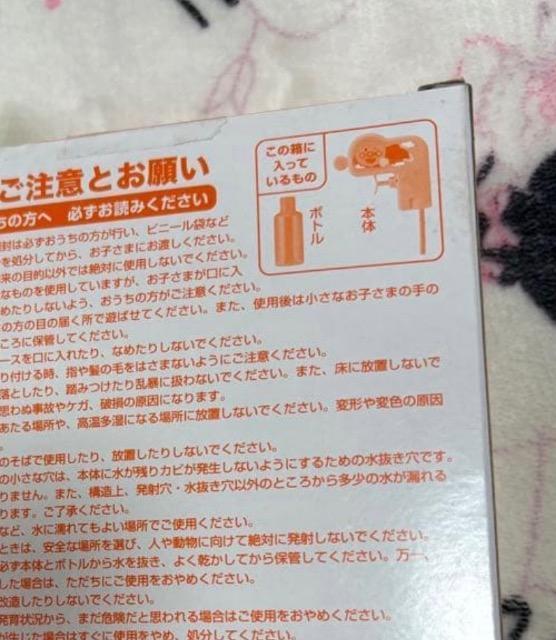 ご注意とお願い
ちの方へ 必ずお読みください
この箱に
入って
いるもの
ボトル
本体
封は必ずおうちの方が行い、ビニール袋など
を処分してから、お子さまにお渡しください。
来の目的以外では絶対に使用しないでください。
なものを使用していますが、お子さまが口に入
めたりしないよう、おうちの方がご注意ください。
の方の目の届く所で遊ばせてください。また、使用後は小さなお子さまの手の
ころに保管してください。
ースを口に入れたり、なめたりしないでください。
り付ける時、指や髪の毛をはさまないようにご注意ください。
落としたり、踏みつけたり乱暴に扱わないでください。また、床に放置しないで
思わぬ事故やケガ、破損の原因になります。
あたる場所や、高温多湿になる場所に放置しないでください。変形や変色の原因
。
のそばで使用したり、放置したりしないでください。
の小さな穴は、本体に水が残りカビが発生しないようにするための水抜き穴です。
りません。また、構造上、発射穴・水抜き穴以外のところから多少の水が漏れる
ります。ご了承ください。
など、水に濡れてもよい場所でご使用ください。
ときは、安全な場所を選び、人や動物に向けて絶対に発射しないでください。
必ず本体とボトルから水を抜き、よく乾かしてから保管してください。万一、
した場合は、ただちにご使用をおやめください。
改造したりしないでください。
発育状況から、まだ危険だと思われる場合はご使用をおやめください。
が生じた場合はすぐに使用をやめ、処分してください。